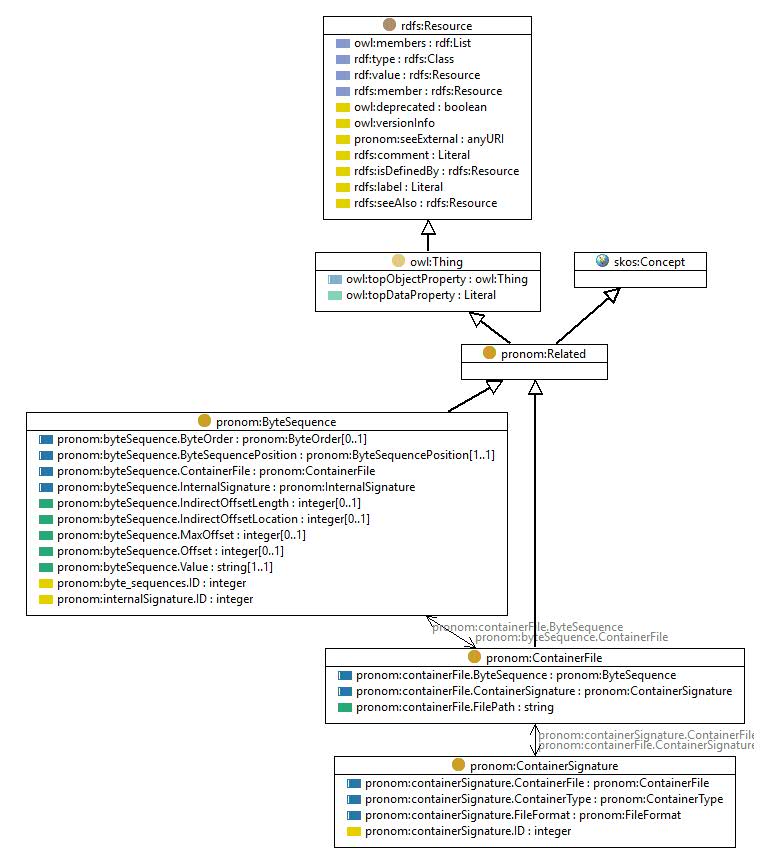 rdfs:Resource
owl:members : rdf:List
rdf:type : rdfs:Class
rdf:value : rdfs:Resource
rdfs:member : rdfs:Resource
owl:deprecated : boolean
owl:versionInfo
pronom:seeExternal : anyURI
rdfs:comment : Literal
rdfs:isDefinedBy : rdfs:Resource
rdfs:label : Literal
rdfs:seeAlso : rdfs:Resource
owl:Thing
owl:topObjectProperty : owl:Thing
owl:topDataProperty : Literal
skos:Concept
pronom:Related
pronom:ByteSequence
pronom:byteSequence.ByteOrder : pronom:ByteOrder[0..1]
pronom:byteSequence.ByteSequencePosition : pronom:ByteSequencePosition[1..1]
pronom:byteSequence.ContainerFile : pronom:ContainerFile
pronom:byteSequence.InternalSignature : pronom:InternalSignature
pronom:byteSequence.IndirectOffsetLength : integer[0..1]
pronom:byteSequence.IndirectOffsetLocation : integer[0..1]
pronom:byteSequence.MaxOffset : integer[0..1]
pronom:byteSequence.Offset : integer[0..1]
pronom:byteSequence.Value : string[1..1]
pronom:byte_sequences.ID : integer
pronom:internalSignature.ID : integer
pronom:containerFile.ByteSequence
pronom:byteSequence.ContainerFile
pronom:ContainerFile
pronom:containerFile.ByteSequence : pronom:ByteSequence
pronom:containerFile.ContainerSignature : pronom:ContainerSignature
pronom:containerFile.FilePath : string
pronom:containerSignature.ContainerFile
pronom:containerFile.ContainerSignature
pronom:ContainerSignature
pronom:containerSignature.ContainerFile : pronom:ContainerFile
pronom:containerSignature.ContainerType : pronom:ContainerType
pronom:containerSignature.FileFormat : pronom:FileFormat
pronom:containerSignature.ID : integer